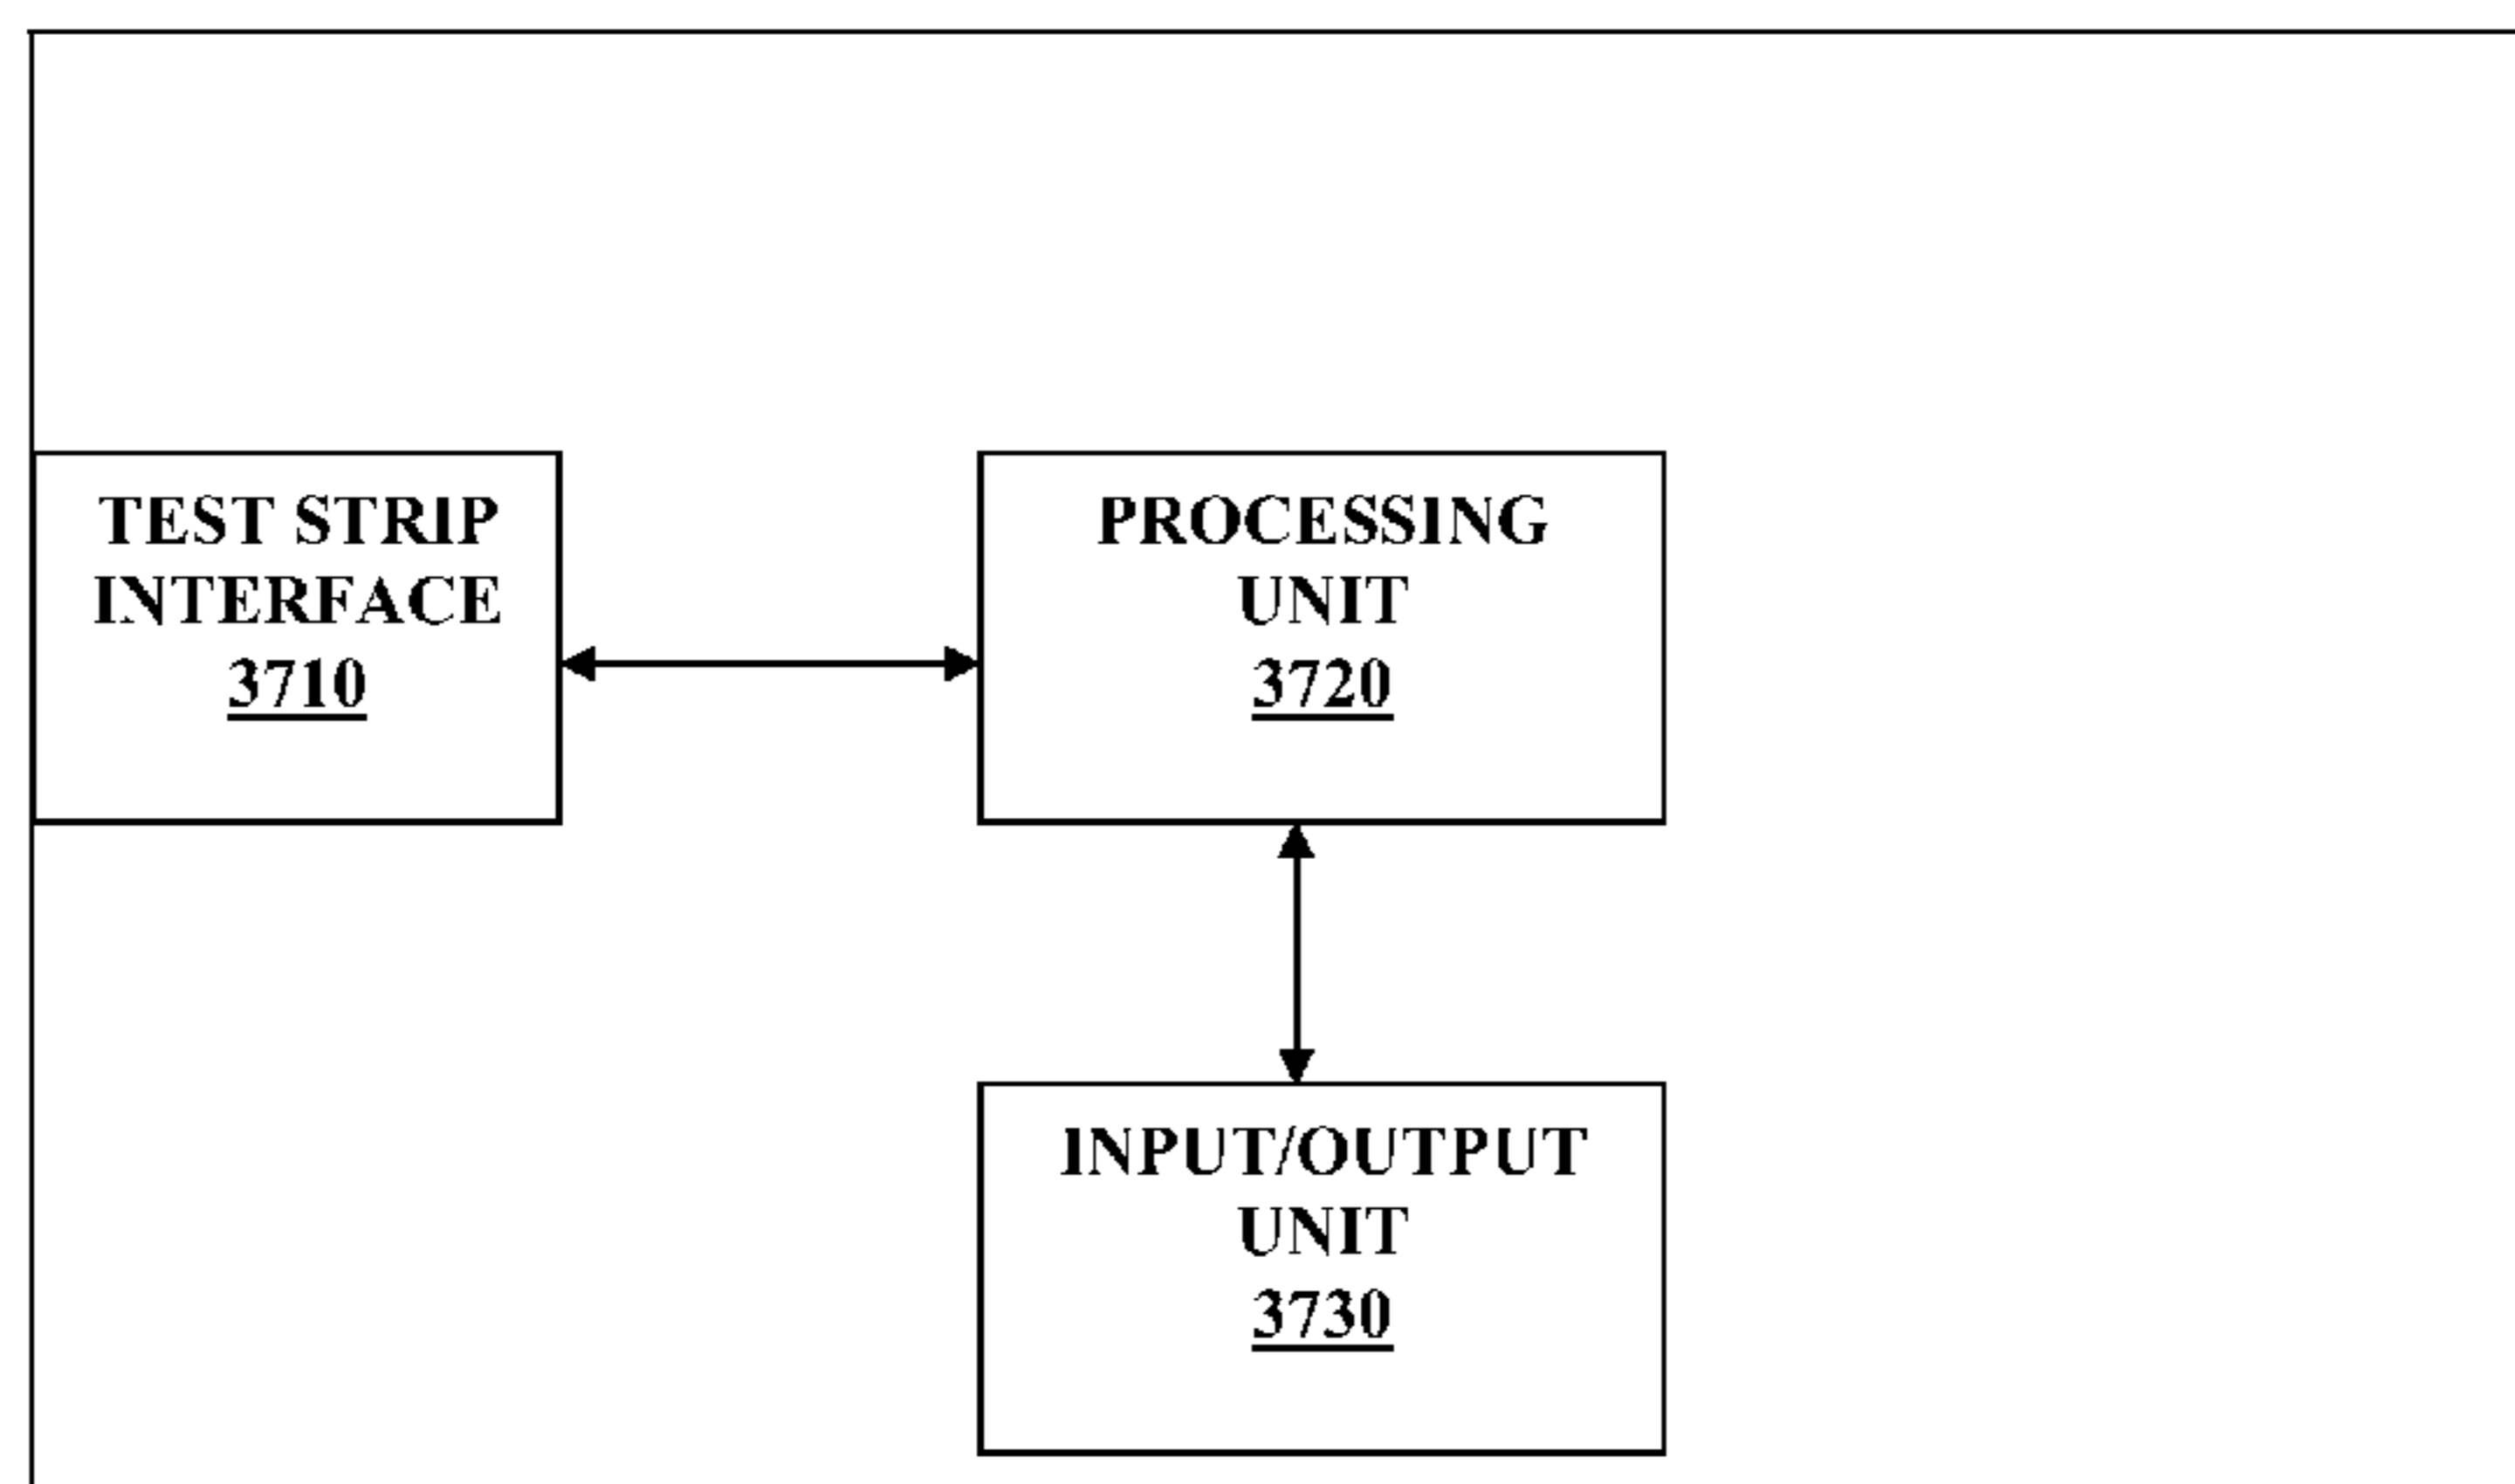 TEST STRIP
INTERFACE
3710
PROCESSING
UNIT
3720
INPUT/OUTPUT
UNIT
3730